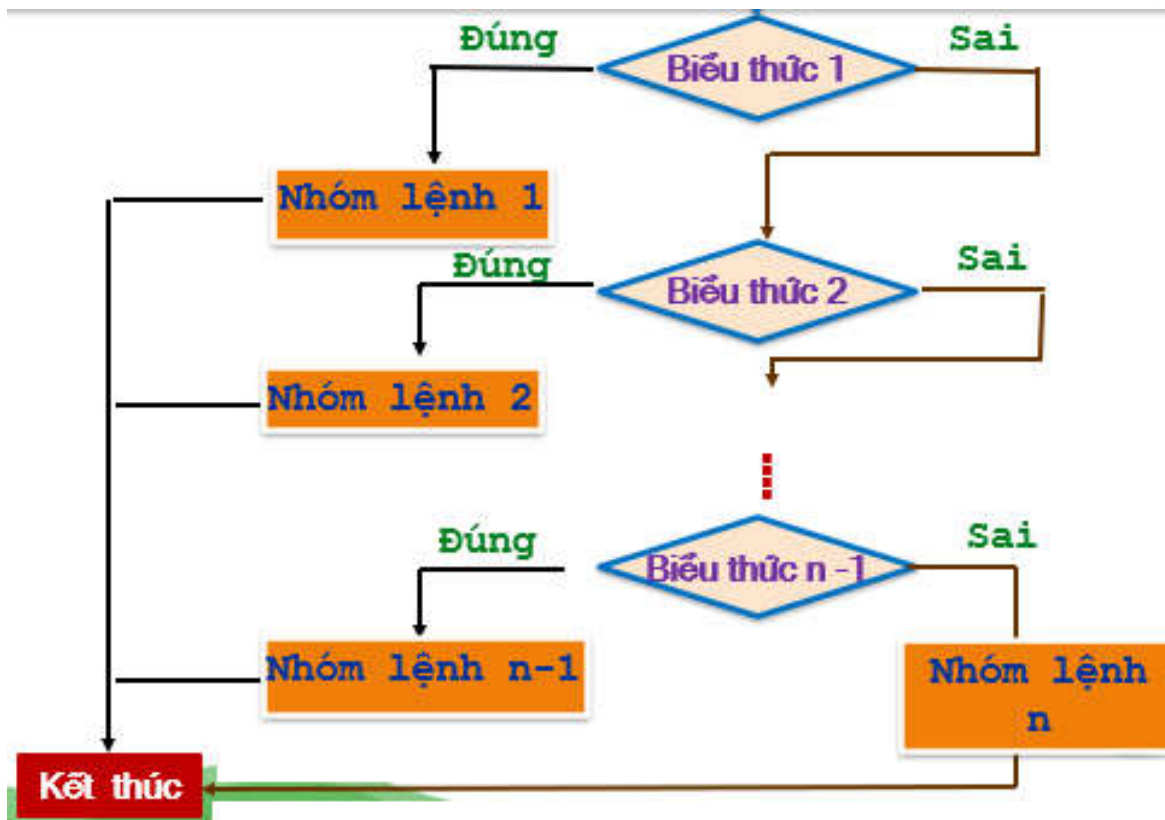 Đúng
Biểu thức 1
Sai
Nhóm lệnh 1
Đúng
Biểu thức 2
Sai
Nhóm lệnh 2
Đúng
Biểu thức n -1
Sai
Nhóm lệnh n-1
Nhóm lệnh
n
Kết thúc